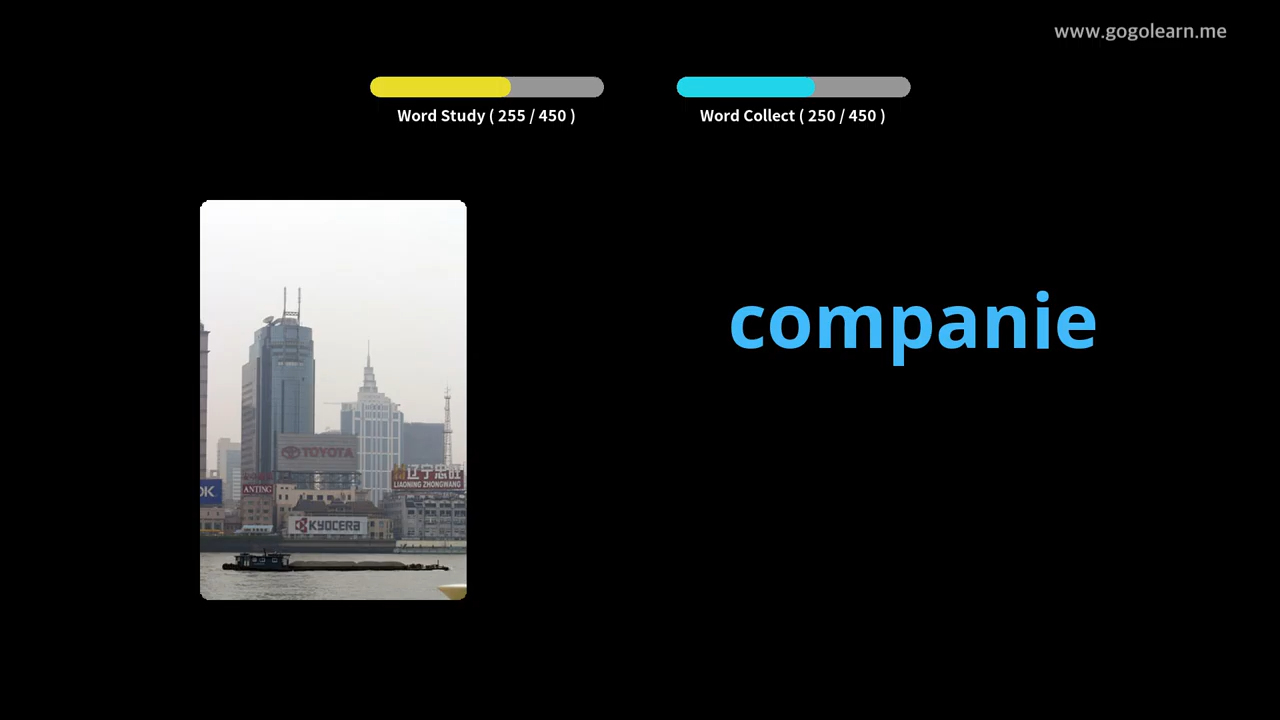 www.gogolearn.me
Word Study ( 255 / 450 )
Word Collect ( 250 / 450 )
companie
TOYOTA
辽宁忠旺
LIAONING ZHONGWANG
ANTING
OK
KYOCERA